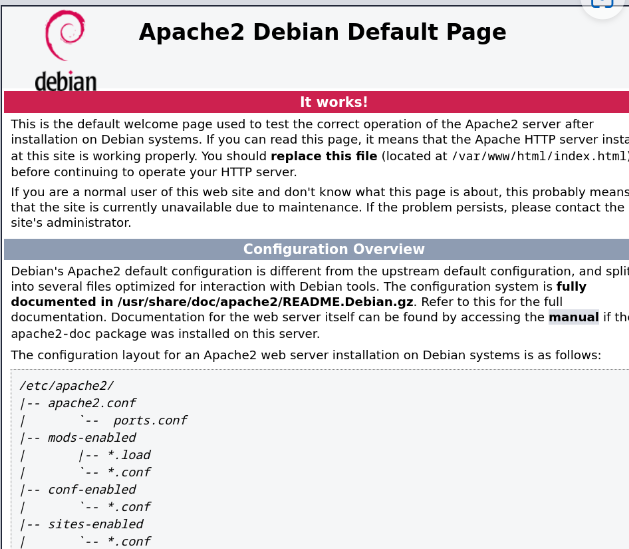 Apache2 Debian Default Page
debian
It works!
This is the default welcome page used to test the correct operation of the Apache2 server after
installation on Debian systems. If you can read this page, it means that the Apache HTTP server insta
at this site is working properly. You should replace this file (located at /var/www/html/index.html)
before continuing to operate your HTTP server.
If you are a normal user of this web site and don't know what this page is about, this probably means
that the site is currently unavailable due to maintenance. If the problem persists, please contact the
site's administrator.
Configuration Overview
Debian's Apache2 default configuration is different from the upstream default configuration, and split
into several files optimized for interaction with Debian tools. The configuration system is fully
documented in /usr/share/doc/apache2/README.Debian.gz. Refer to this for the full
documentation. Documentation for the web server itself can be found by accessing the manual if the
apache2-doc package was installed on this server.
The configuration layout for an Apache2 web server installation on Debian systems is as follows:
/etc/apache2/
|-- apache2.conf
|       `--  ports.conf
|-- mods-enabled
|       |-- *.load
|       `-- *.conf
|-- conf-enabled
|       `-- *.conf
|-- sites-enabled
|       `-- *.conf